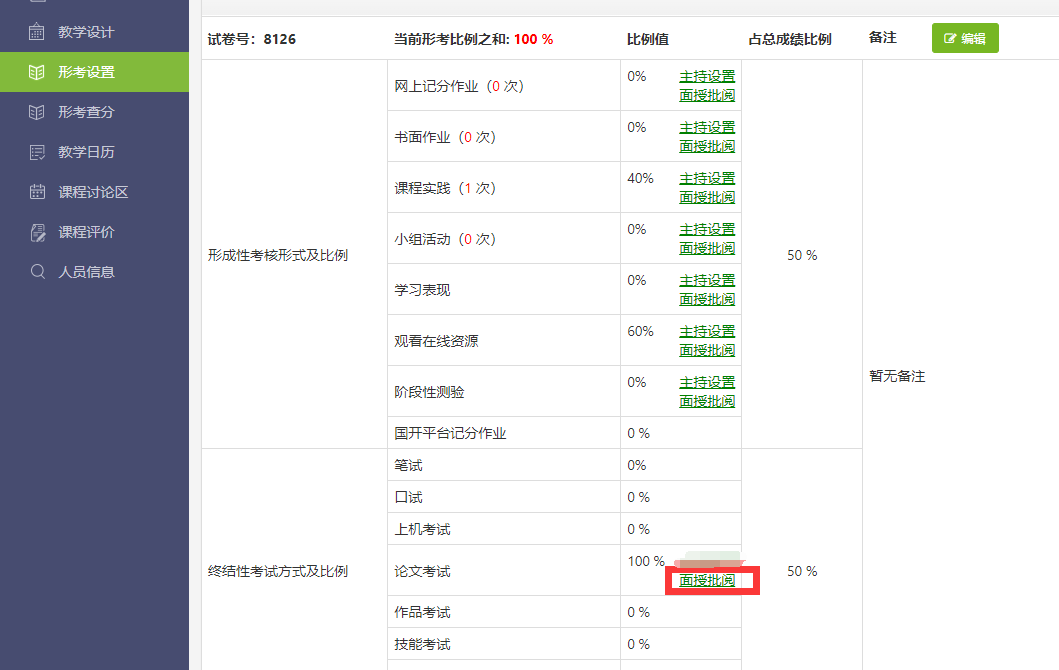 教学设计
形考设置
形考查分
教学日历
课程讨论区
课程评价
人员信息
试卷号：8126 当前形考比例之和: 100 % 比例值 占总成绩比例 备注 编辑
形成性考核形式及比例
网上记分作业（0 次） 0% 主持设置
面授批阅
书面作业（0 次） 0% 主持设置
面授批阅
课程实践（1 次） 40% 主持设置
面授批阅
小组活动（0 次） 0% 主持设置
面授批阅
学习表现 0% 主持设置
面授批阅
观看在线资源 60% 主持设置
面授批阅
阶段性测验 0% 主持设置
面授批阅
国开平台记分作业 0 %
50 %
暂无备注
终结性考试方式及比例
笔试 0%
口试 0 %
上机考试 0 %
论文考试 100 %
面授批阅
作品考试 0 %
技能考试 0 %
50 %